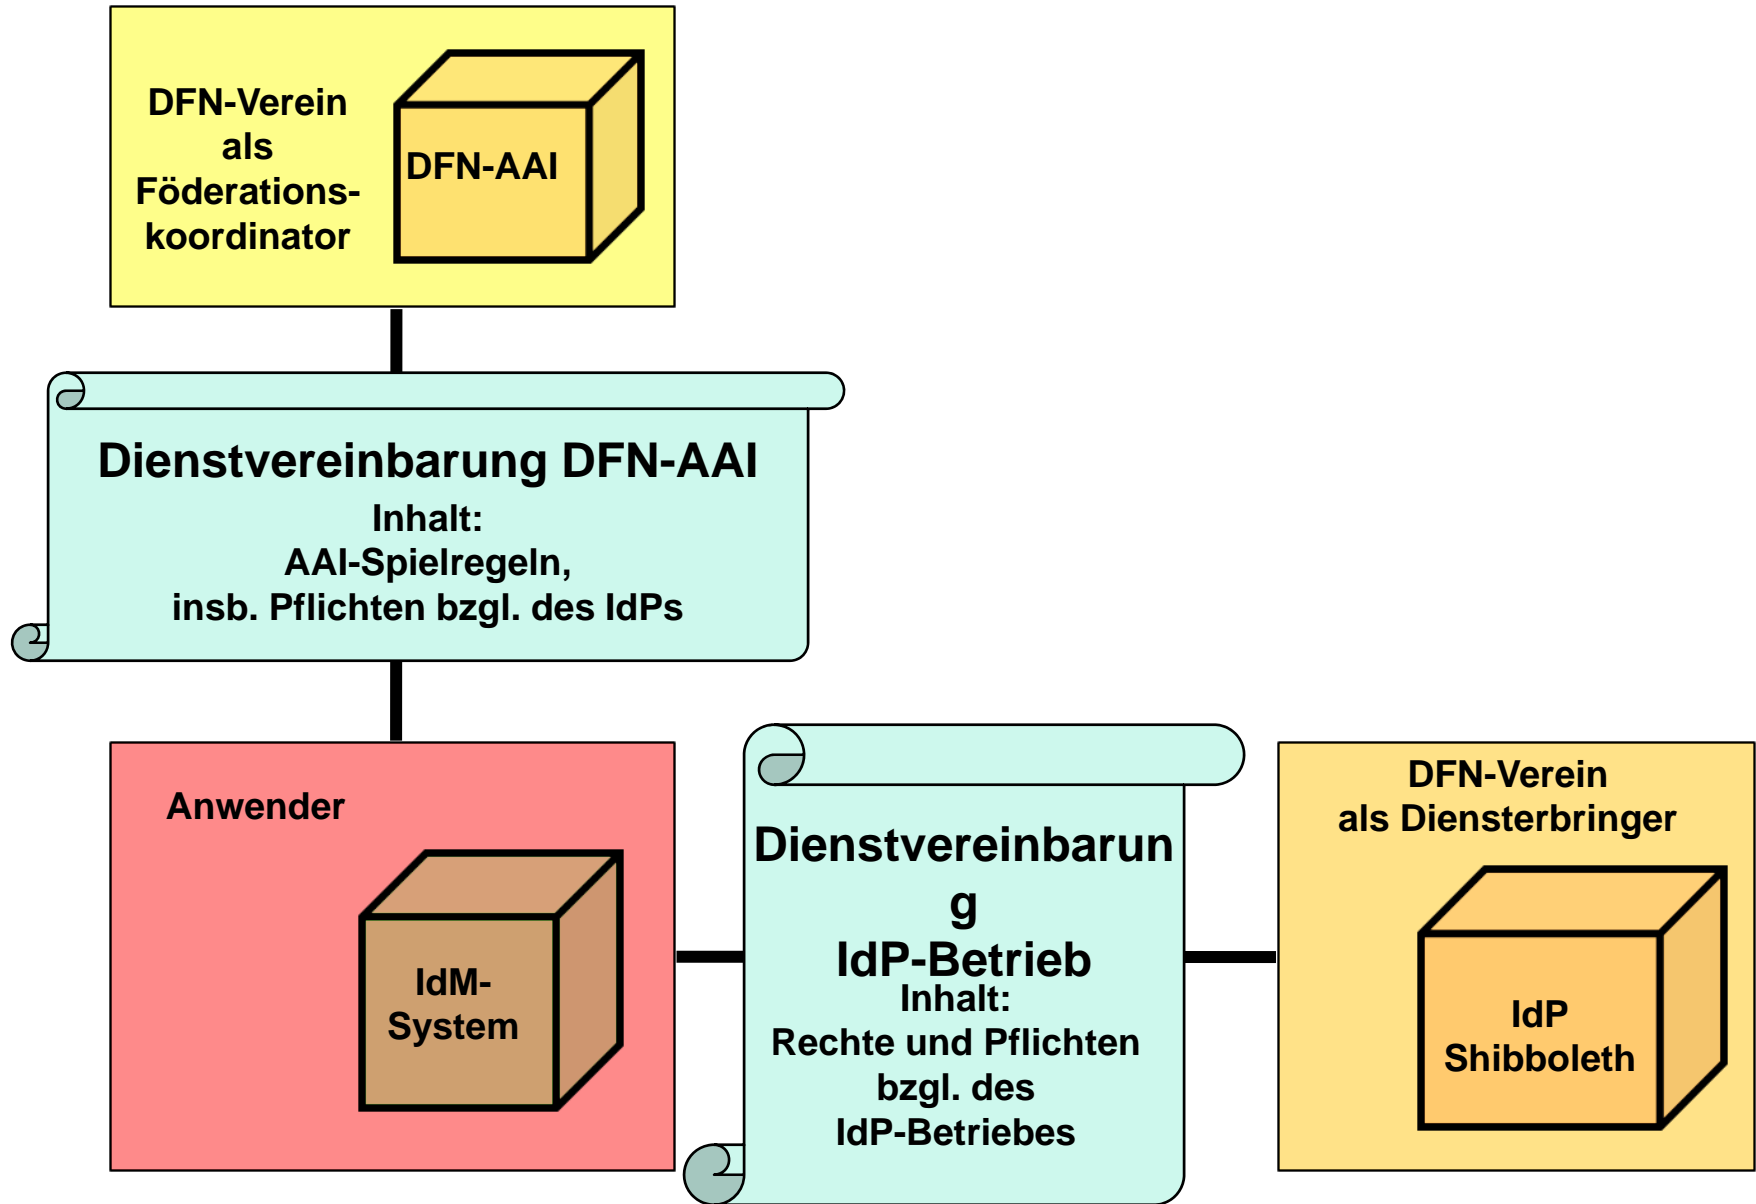 DFN-Verein
als
Föderations-
koordinator
DFN-AAI
Dienstvereinbarung DFN-AAI
Inhalt:
AAI-Spielregeln,
insb. Pflichten bzgl. des IdPs
Anwender
IdM-
System
Dienstvereinbarun
g
IdP-Betrieb
Inhalt:
Rechte und Pflichten
bzgl. des
IdP-Betriebes
DFN-Verein
als Diensterbringer
IdP
Shibboleth